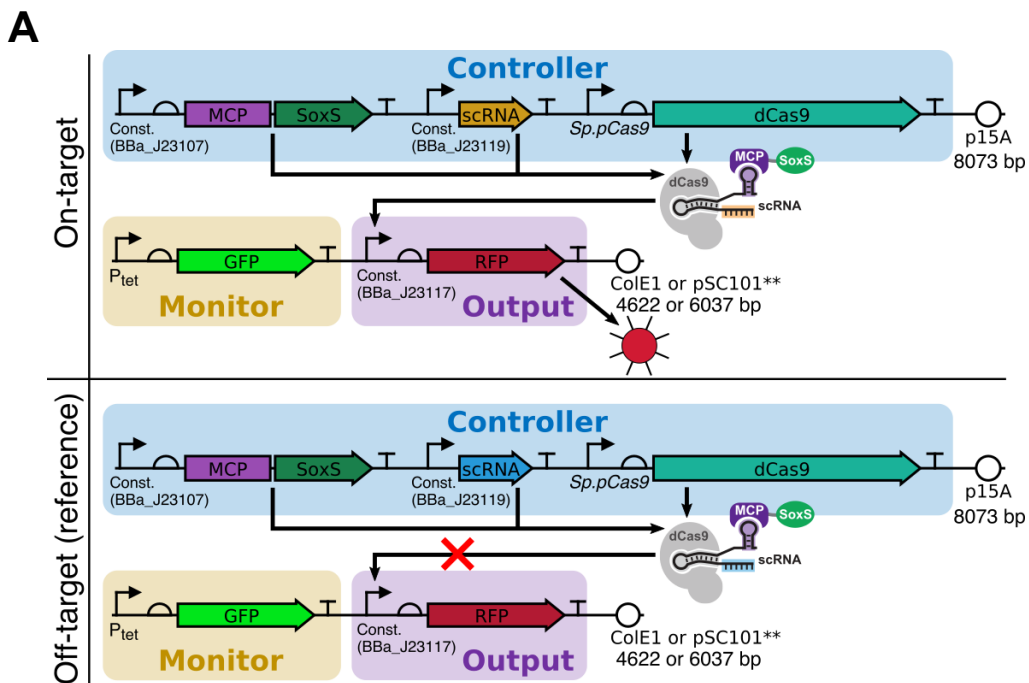 A
On-target
Controller
MCP
SoxS
scRNA
dCas9
Const.
(BBa_J23107)
Const.
(BBa_J23119)
Sp.pCas9
p15A
8073 bp
dCas9
MCP
SoxS
scRNA
GFP
RFP
Ptet
Const.
(BBa_J23117)
Monitor
Output
ColE1 or pSC101**
4622 or 6037 bp
Off-target (reference)
Controller
MCP
SoxS
scRNA
dCas9
Const.
(BBa_J23107)
Const.
(BBa_J23119)
Sp.pCas9
p15A
8073 bp
dCas9
MCP
SoxS
scRNA
GFP
RFP
Ptet
Const.
(BBa_J23117)
Monitor
Output
ColE1 or pSC101**
4622 or 6037 bp